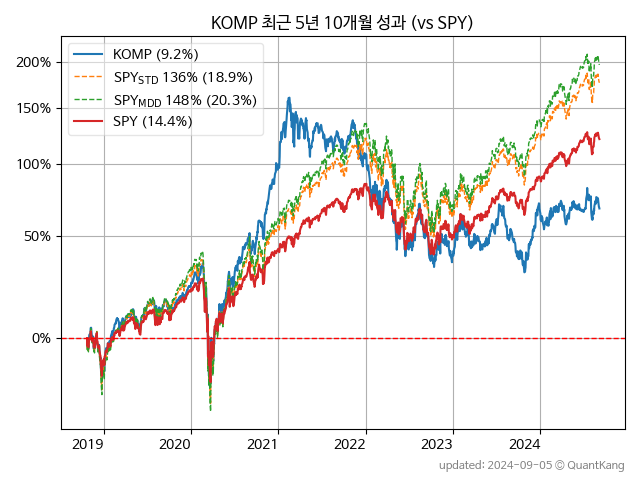 KOMP 최근 5년 10개월 성과 (vs SPY)
KOMP (9.2%)
SPY_STD 136% (18.9%)
SPY_MDD 148% (20.3%)
SPY (14.4%)
200%
150%
100%
50%
0%
2019 2020 2021 2022 2023 2024
updated: 2024-09-05 © QuantKang